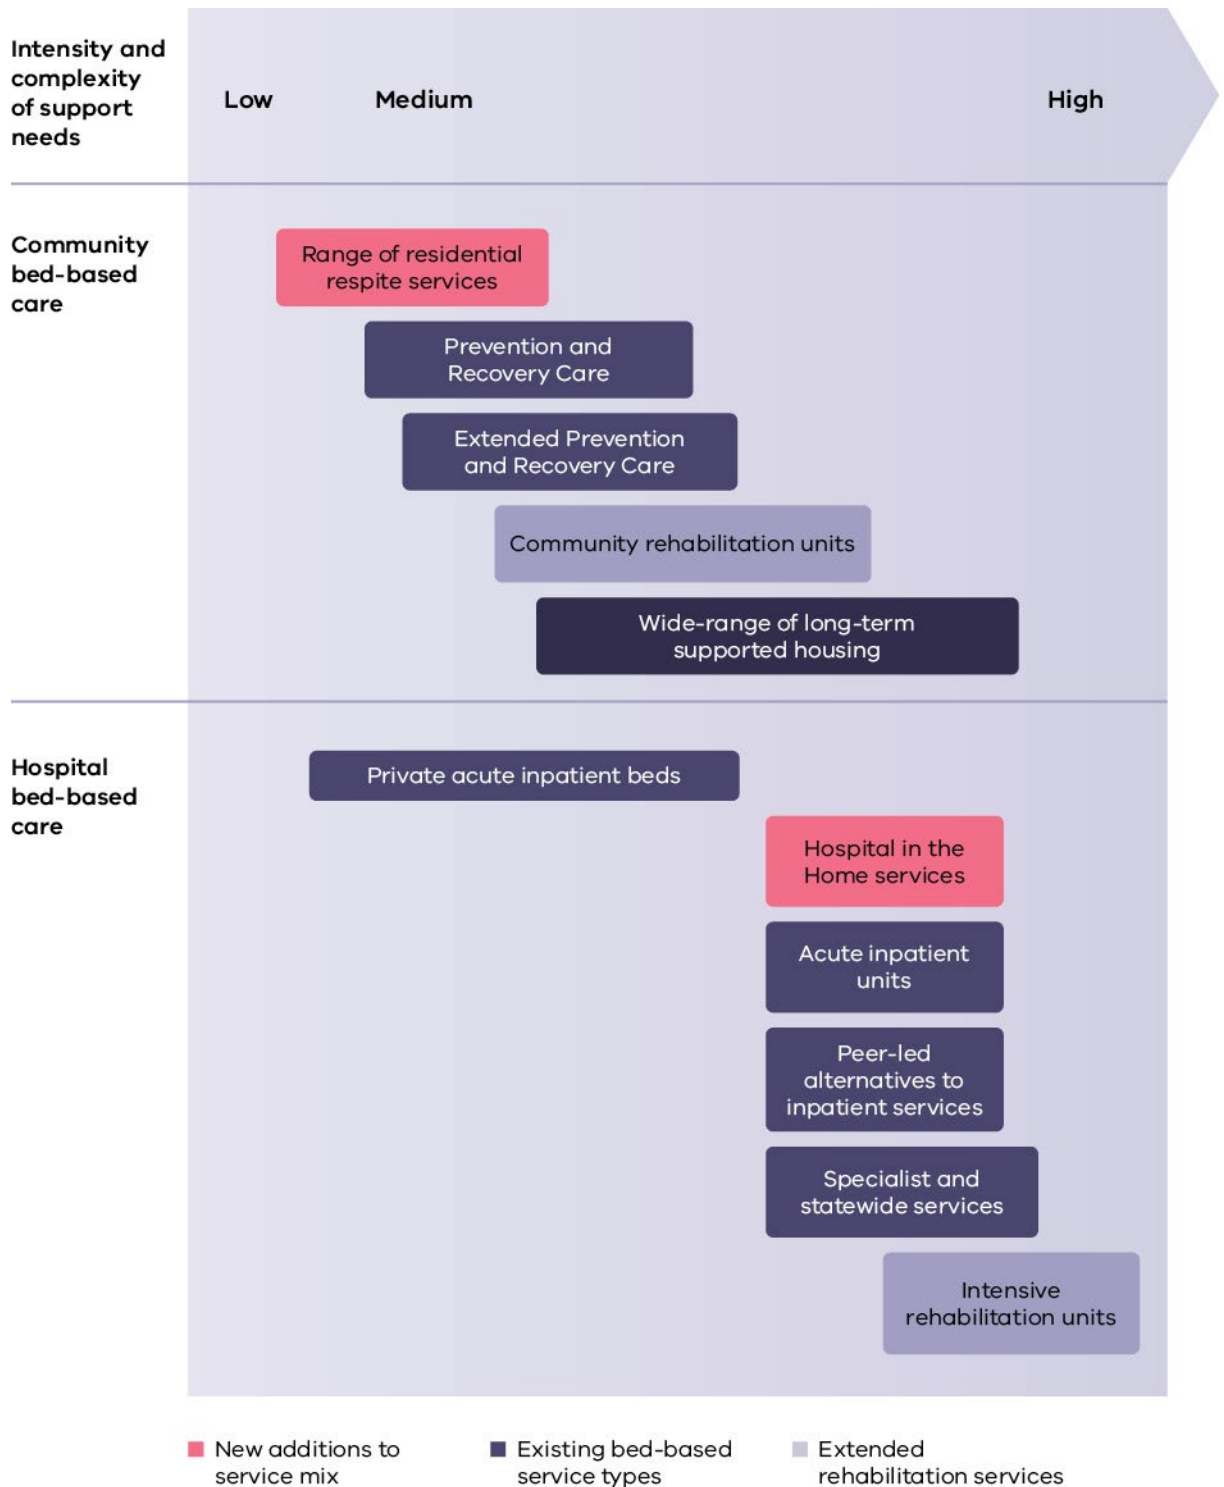 Intensity and
complexity
of support
needs
Low
Medium
High
Community
bed-based
care
Range of residential
respite services
Prevention and
Recovery Care
Extended Prevention
and Recovery Care
Community rehabilitation units
Wide-range of long-term
supported housing
Hospital
bed-based
care
Private acute inpatient beds
Hospital in the
Home services
Acute inpatient
units
Peer-led
alternatives to
inpatient services
Specialist and
statewide services
Intensive
rehabilitation units
New additions to
service mix
Existing bed-based
service types
Extended
rehabilitation services